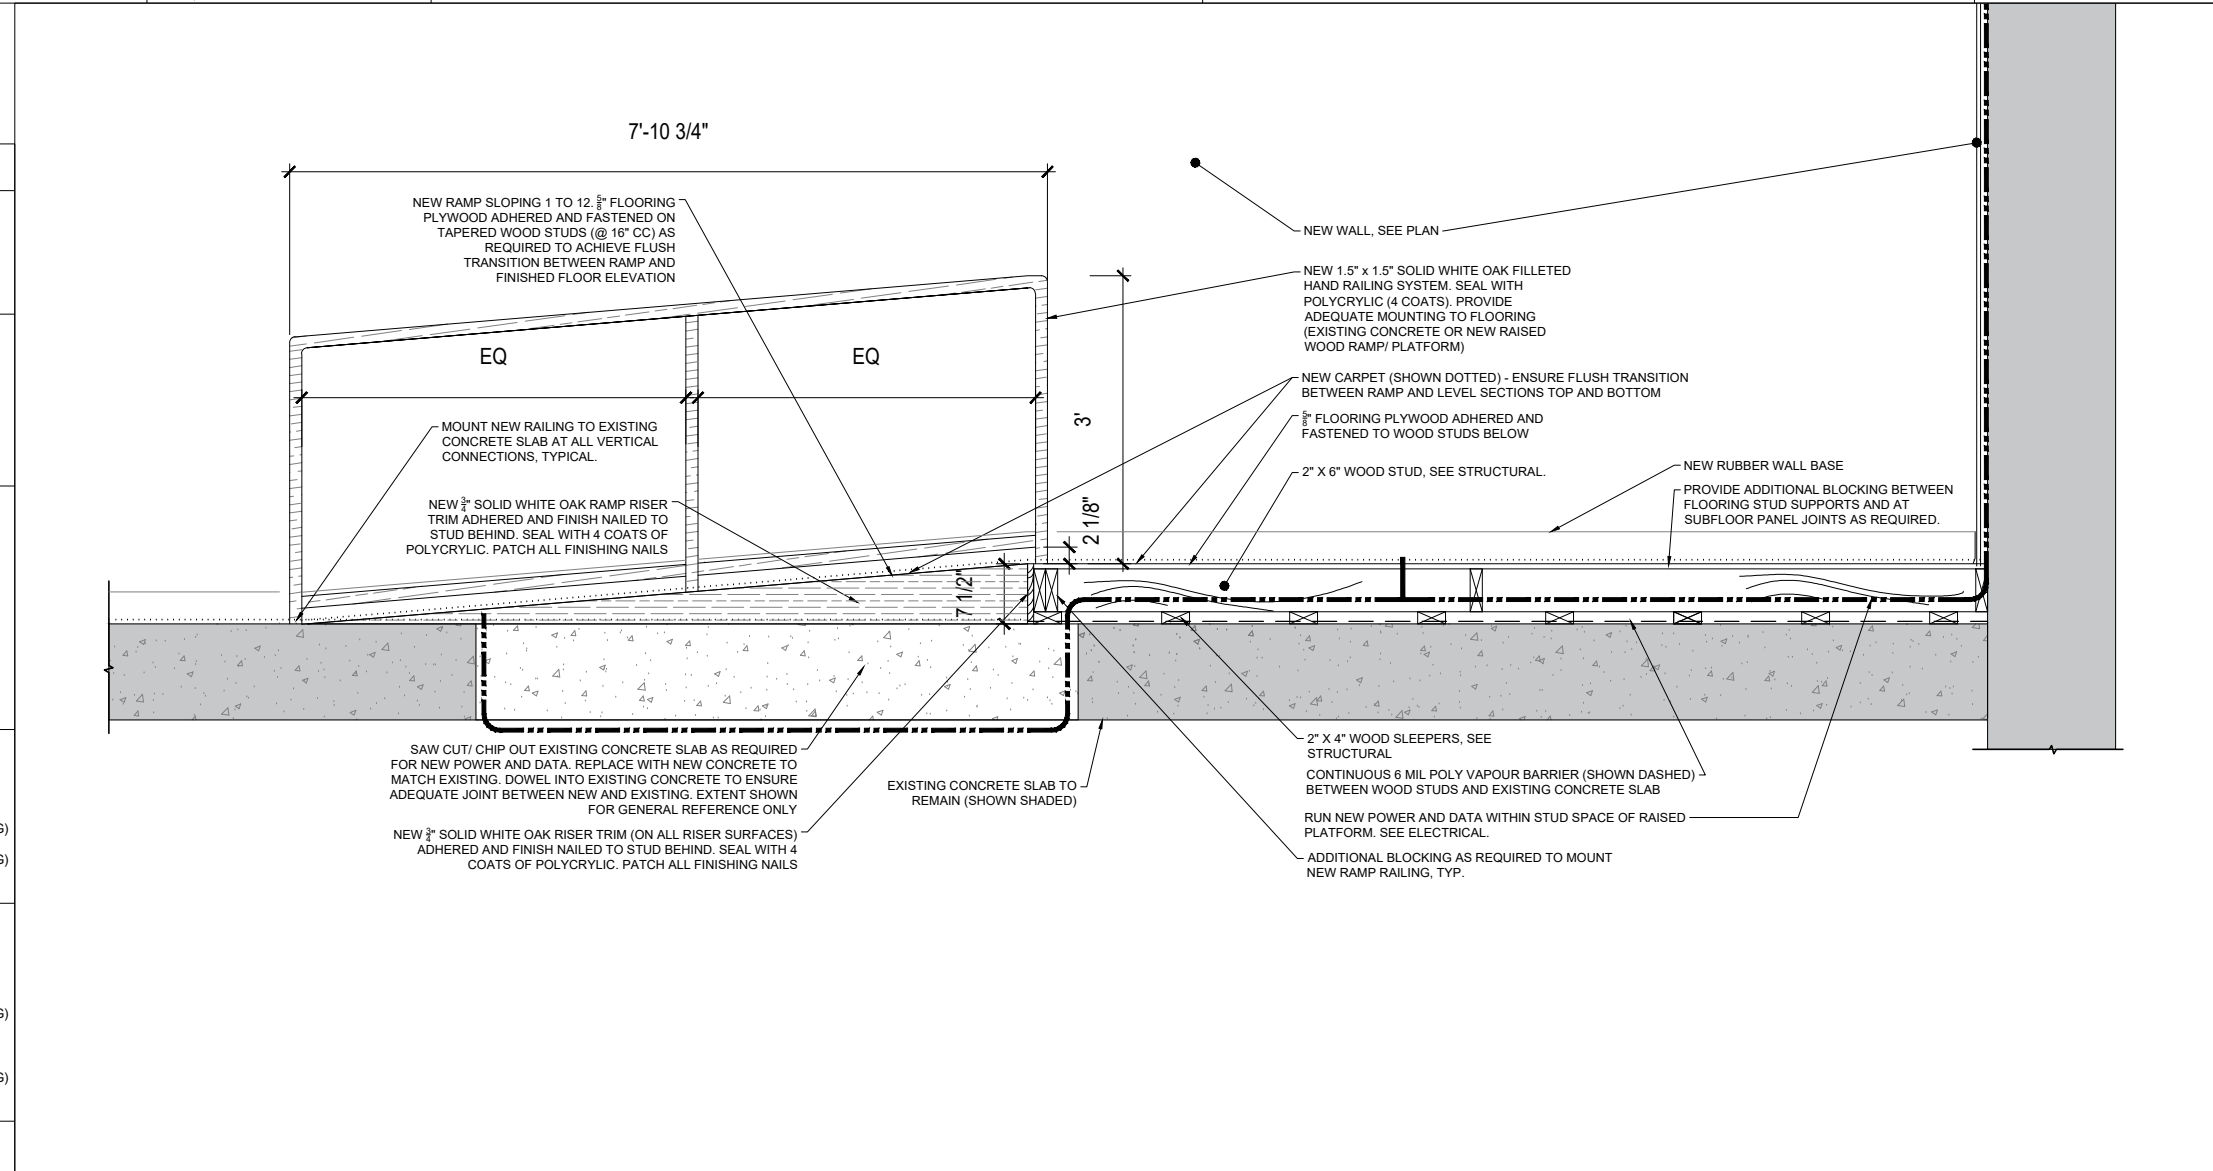 7'-10 3/4"
NEW RAMP SLOPING 1 TO 12. 5/8" FLOORING
PLYWOOD ADHERED AND FASTENED ON
TAPERED WOOD STUDS (@ 16" CC) AS
REQUIRED TO ACHIEVE FLUSH
TRANSITION BETWEEN RAMP AND
FINISHED FLOOR ELEVATION
NEW WALL, SEE PLAN
NEW 1.5" x 1.5" SOLID WHITE OAK FILLETED
HAND RAILING SYSTEM. SEAL WITH
POLYCRYLIC (4 COATS). PROVIDE
ADEQUATE MOUNTING TO FLOORING
(EXISTING CONCRETE OR NEW RAISED
WOOD RAMP/ PLATFORM)
EQ
EQ
3'
NEW CARPET (SHOWN DOTTED) - ENSURE FLUSH TRANSITION
BETWEEN RAMP AND LEVEL SECTIONS TOP AND BOTTOM
5/8" FLOORING PLYWOOD ADHERED AND
FASTENED TO WOOD STUDS BELOW
MOUNT NEW RAILING TO EXISTING
CONCRETE SLAB AT ALL VERTICAL
CONNECTIONS, TYPICAL.
2" X 6" WOOD STUD, SEE STRUCTURAL.
NEW RUBBER WALL BASE
PROVIDE ADDITIONAL BLOCKING BETWEEN
FLOORING STUD SUPPORTS AND AT
SUBFLOOR PANEL JOINTS AS REQUIRED.
NEW 3/4" SOLID WHITE OAK RAMP RISER
TRIM ADHERED AND FINISH NAILED TO
STUD BEHIND. SEAL WITH 4 COATS OF
POLYCRYLIC. PATCH ALL FINISHING NAILS
2 1/8"
7 1/2"
SAW CUT/ CHIP OUT EXISTING CONCRETE SLAB AS REQUIRED
FOR NEW POWER AND DATA. REPLACE WITH NEW CONCRETE TO
MATCH EXISTING. DOWEL INTO EXISTING CONCRETE TO ENSURE
ADEQUATE JOINT BETWEEN NEW AND EXISTING. EXTENT SHOWN
FOR GENERAL REFERENCE ONLY
EXISTING CONCRETE SLAB TO
REMAIN (SHOWN SHADED)
2" X 4" WOOD SLEEPERS, SEE
STRUCTURAL
CONTINUOUS 6 MIL POLY VAPOUR BARRIER (SHOWN DASHED)
BETWEEN WOOD STUDS AND EXISTING CONCRETE SLAB
RUN NEW POWER AND DATA WITHIN STUD SPACE OF RAISED
PLATFORM. SEE ELECTRICAL.
NEW 3/4" SOLID WHITE OAK RISER TRIM (ON ALL RISER SURFACES)
ADHERED AND FINISH NAILED TO STUD BEHIND. SEAL WITH 4
COATS OF POLYCRYLIC. PATCH ALL FINISHING NAILS
ADDITIONAL BLOCKING AS REQUIRED TO MOUNT
NEW RAMP RAILING, TYP.
G)
G)
G)
G)